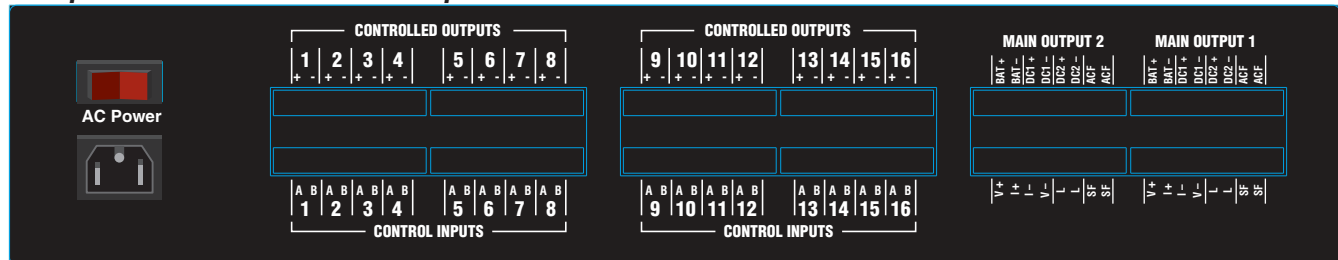 CONTROLLED OUTPUTS
1 2 3 4 5 6 7 8
+ - + - + - + - + - + - + - + -
CONTROLLED OUTPUTS
9 10 11 12 13 14 15 16
+ - + - + - + - + - + - + - + -
MAIN OUTPUT 2
BAT + BAT – DC1 + DC1 – DC2 + DC2 – ACF ACF
MAIN OUTPUT 1
BAT + BAT – DC1 + DC1 – DC2 + DC2 – ACF ACF
AC Power
A B A B A B A B A B A B A B A B
1 2 3 4 5 6 7 8
CONTROL INPUTS
A B A B A B A B A B A B A B A B
9 10 11 12 13 14 15 16
CONTROL INPUTS
V + I + I – V – L L SF SF
V + I + I – V – L L SF SF